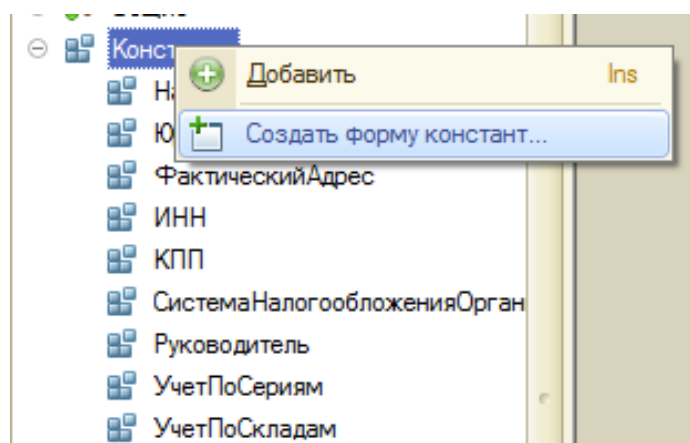 Конст
Добавить Ins
Создать форму констант...
ФактическийАдрес
ИНН
КПП
СистемаНалогообложенияОрган
Руководитель
УчетПоСериям
УчетПоСкладам